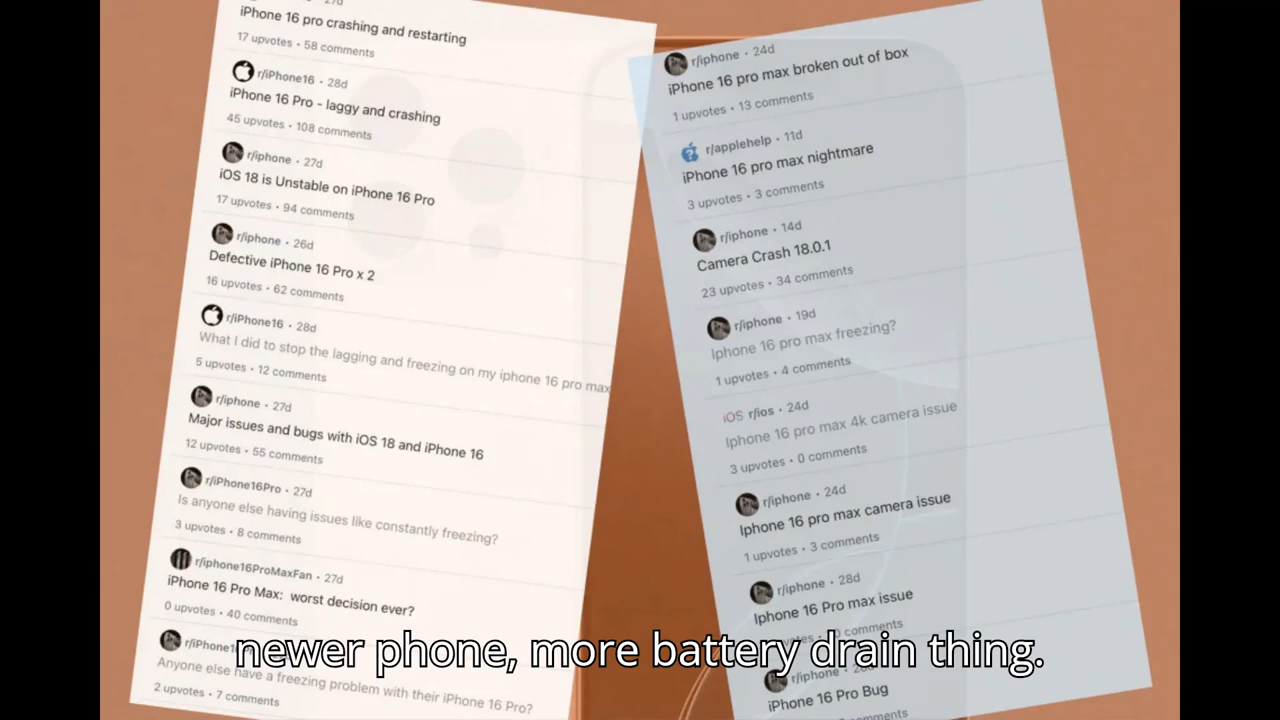 iPhone 16 pro crashing and restarting
17 upvotes • 58 comments
r/iPhone16 • 28d
iPhone 16 Pro - laggy and crashing
45 upvotes • 108 comments
r/iphone • 27d
iOS 18 is Unstable on iPhone 16 Pro
17 upvotes • 94 comments
r/iphone • 26d
Defective iPhone 16 Pro x 2
16 upvotes • 62 comments
r/iPhone16 • 28d
What I did to stop the lagging and freezing on my iphone 16 pro max
5 upvotes • 12 comments
r/iphone • 27d
Major issues and bugs with iOS 18 and iPhone 16
12 upvotes • 55 comments
r/iPhone16Pro • 27d
Is anyone else having issues like constantly freezing?
3 upvotes • 8 comments
r/iphone16ProMaxFan • 27d
iPhone 16 Pro Max: worst decision ever?
0 upvotes • 40 comments
Anyone else have a freezing problem with their iPhone 16 Pro?
2 upvotes • 7 comments
r/iphone • 24d
iPhone 16 pro max broken out of box
1 upvotes • 13 comments
r/applehelp • 11d
iPhone 16 pro max nightmare
3 upvotes • 3 comments
r/iphone • 14d
Camera Crash 18.0.1
23 upvotes • 34 comments
r/iphone • 19d
Iphone 16 pro max freezing?
1 upvotes • 4 comments
iOS r/ios • 24d
Iphone 16 pro max 4k camera issue
3 upvotes • 0 comments
r/iphone • 24d
Iphone 16 pro max camera issue
1 upvotes • 3 comments
r/iphone • 28d
Iphone 16 Pro max issue
comments
r/iphone
iPhone 16 Pro Bug
comments
newer phone, more battery drain thing.